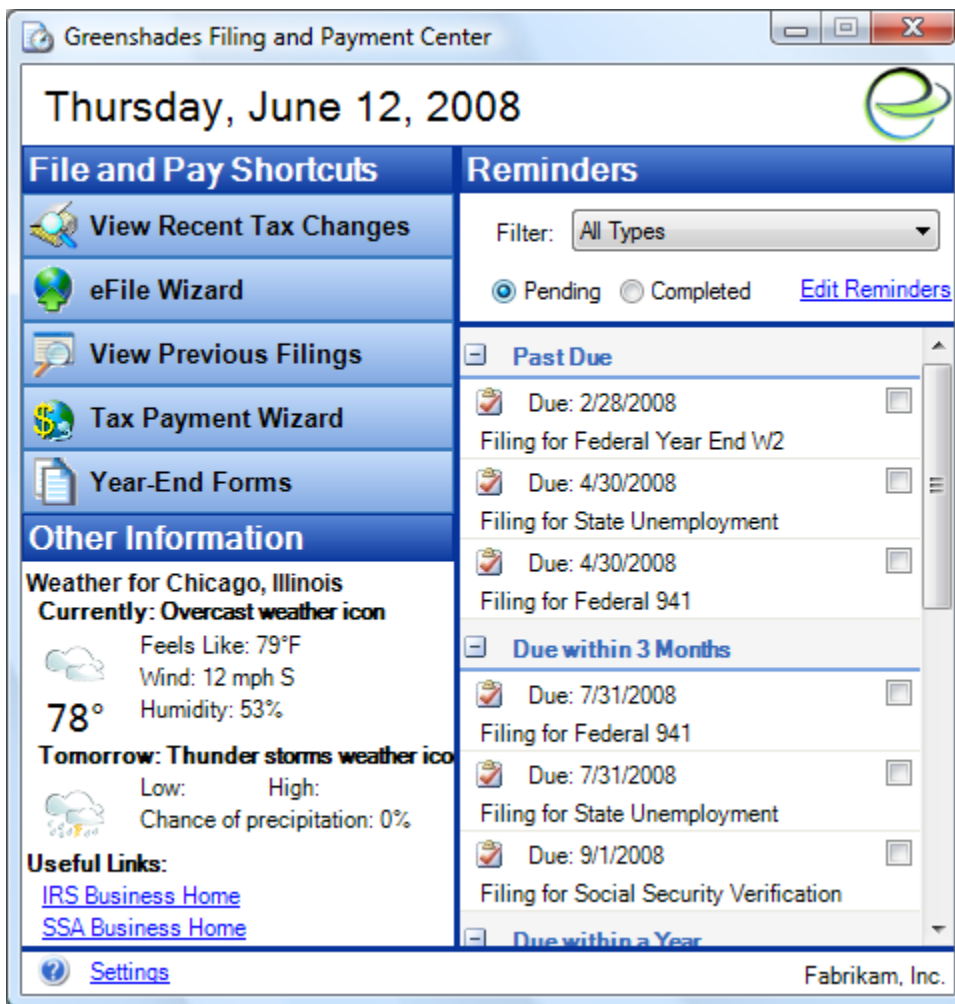 Greenshades Filing and Payment Center
Thursday, June 12, 2008
File and Pay Shortcuts
View Recent Tax Changes
eFile Wizard
View Previous Filings
Tax Payment Wizard
Year-End Forms
Other Information
Weather for Chicago, Illinois
Currently: Overcast weather icon
Feels Like: 79°F
Wind: 12 mph S
78° Humidity: 53%
Tomorrow: Thunder storms weather ico
Low: High:
Chance of precipitation: 0%
Useful Links:
IRS Business Home
SSA Business Home
Reminders
Filter: All Types
Pending Completed Edit Reminders
Past Due
Due: 2/28/2008
Filing for Federal Year End W2
Due: 4/30/2008
Filing for State Unemployment
Due: 4/30/2008
Filing for Federal 941
Due within 3 Months
Due: 7/31/2008
Filing for Federal 941
Due: 7/31/2008
Filing for State Unemployment
Due: 9/1/2008
Filing for Social Security Verification
Due within a Year
Settings
Fabrikam, Inc.